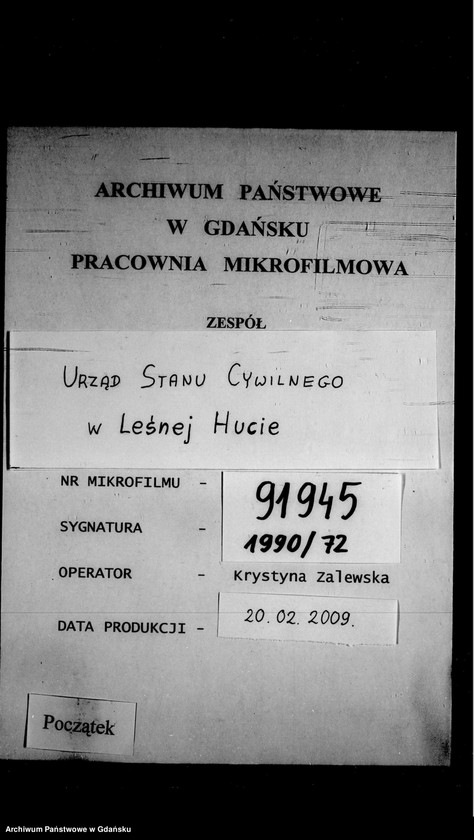 ARCHIWUM PAŃSTWOWE
W GDAŃSKU
PRACOWNIA MIKROFILMOWA
ZESPÓŁ
URZĄD STANU CYWILNEGO
w Leśnej Hucie
NR MIKROFILMU - 91945
SYGNATURA - 1990/72
OPERATOR - Krystyna Zalewska
DATA PRODUKCJI - 20.02.2009.
Początek
Archiwum Państwowe w Gdańsku